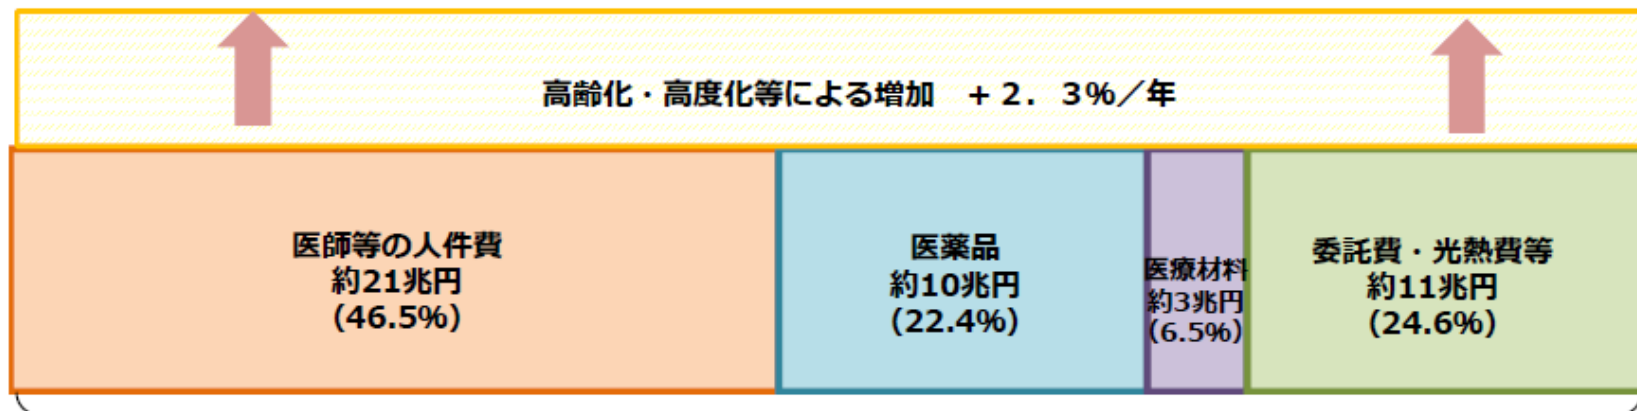 高齢化・高度化等による増加　+２．３%／年
医師等の人件費
約21兆円
(46.5%)
医薬品
約10兆円
(22.4%)
医療材料
約3兆円
(6.5%)
委託費・光熱費等
約11兆円
(24.6%)